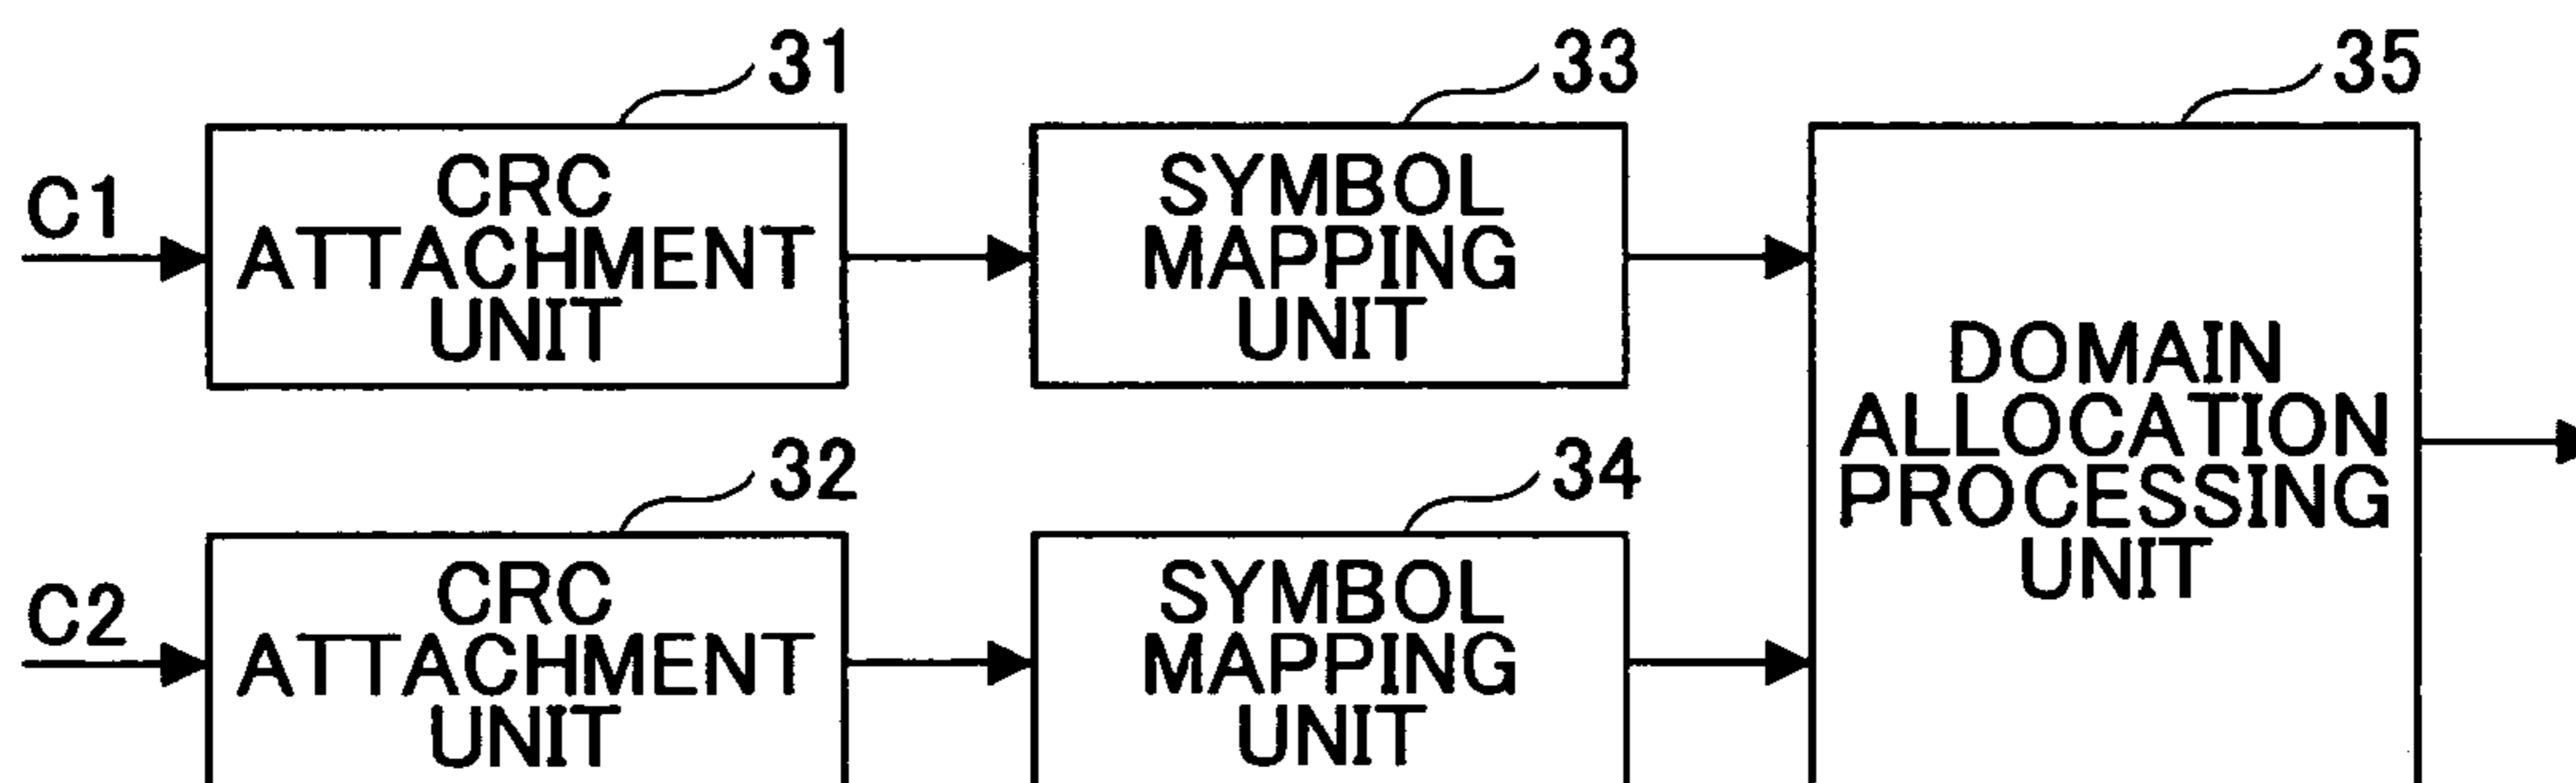 31
33
35
C1
CRC
ATTACHMENT
UNIT
SYMBOL
MAPPING
UNIT
DOMAIN
ALLOCATION
PROCESSING
UNIT
32
34
C2
CRC
ATTACHMENT
UNIT
SYMBOL
MAPPING
UNIT